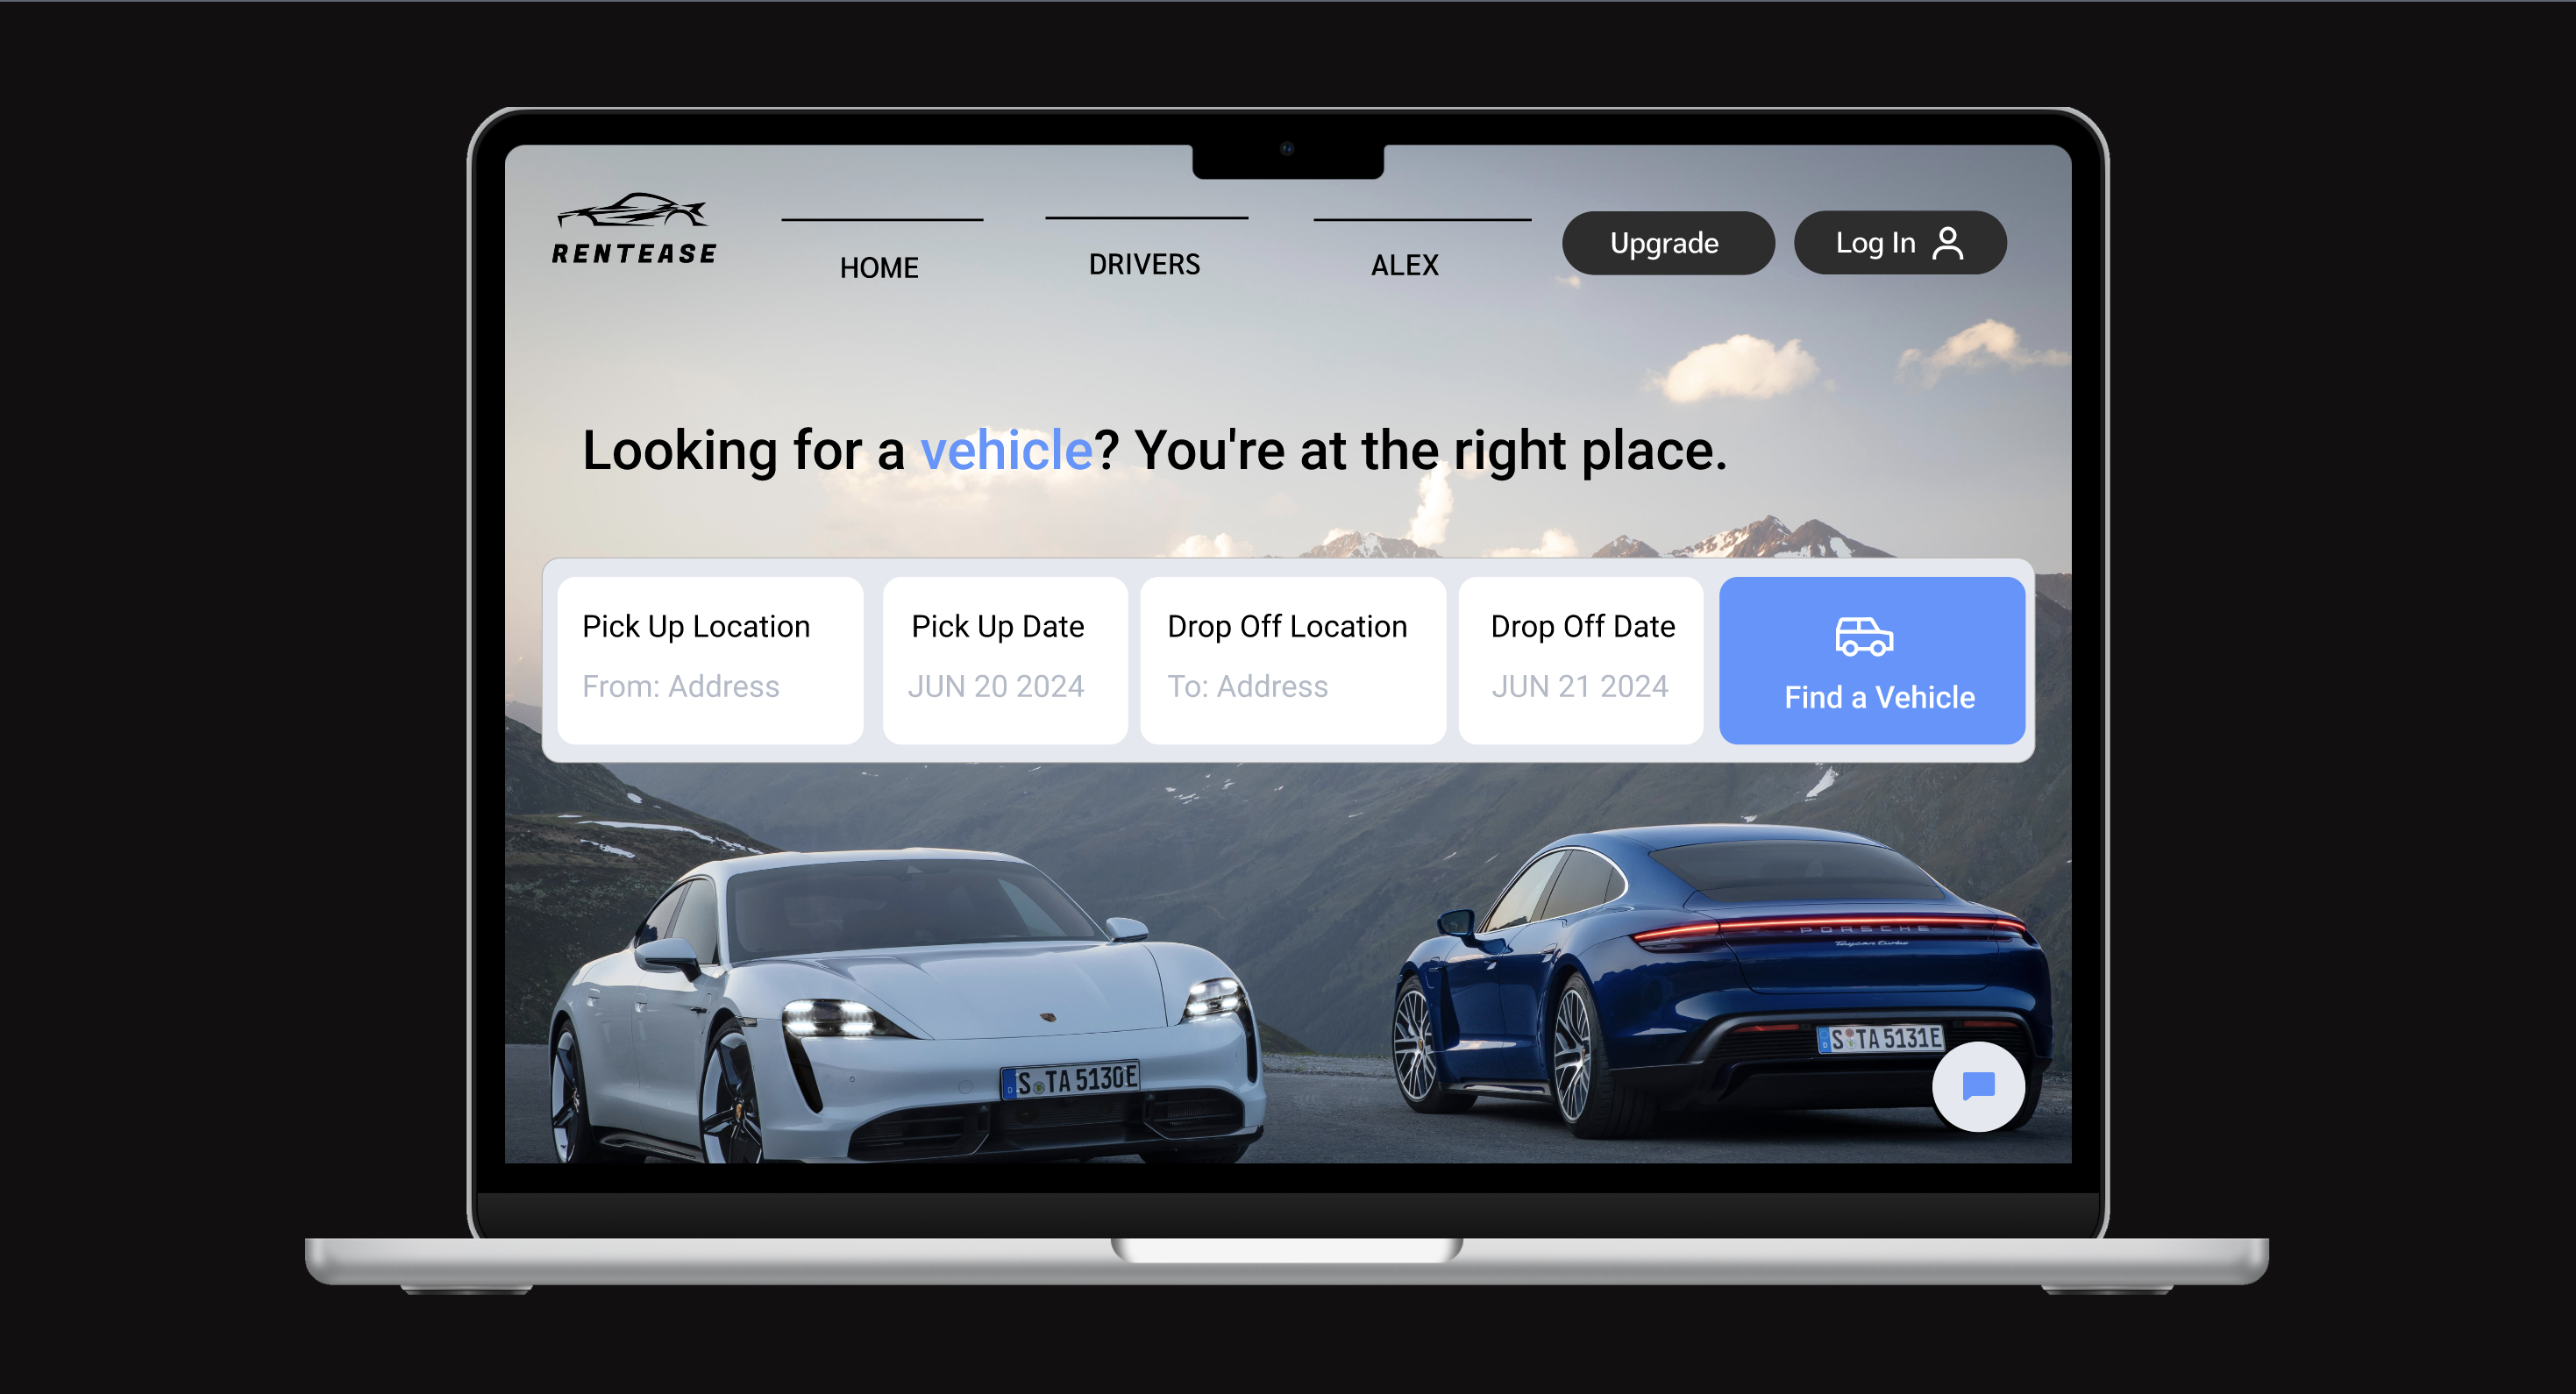 RENTEASE
HOME
DRIVERS
ALEX
Upgrade
Log In
Looking for a vehicle? You're at the right place.
Pick Up Location
From: Address
Pick Up Date
JUN 20 2024
Drop Off Location
To: Address
Drop Off Date
JUN 21 2024
Find a Vehicle
PORSCHE
Taycan turbo
S TA 5131E
S TA 5130E